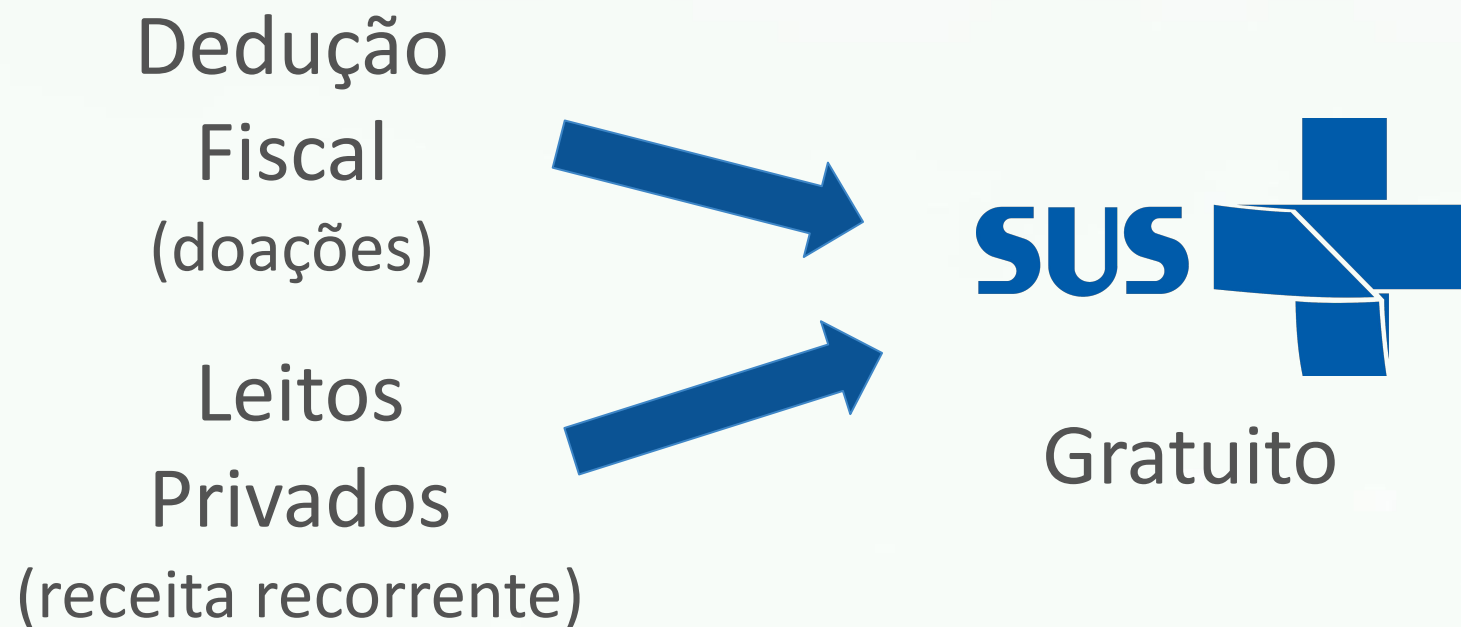 Dedução
Fiscal
(doações)
Leitos
Privados
(receita recorrente)
SUS
Gratuito